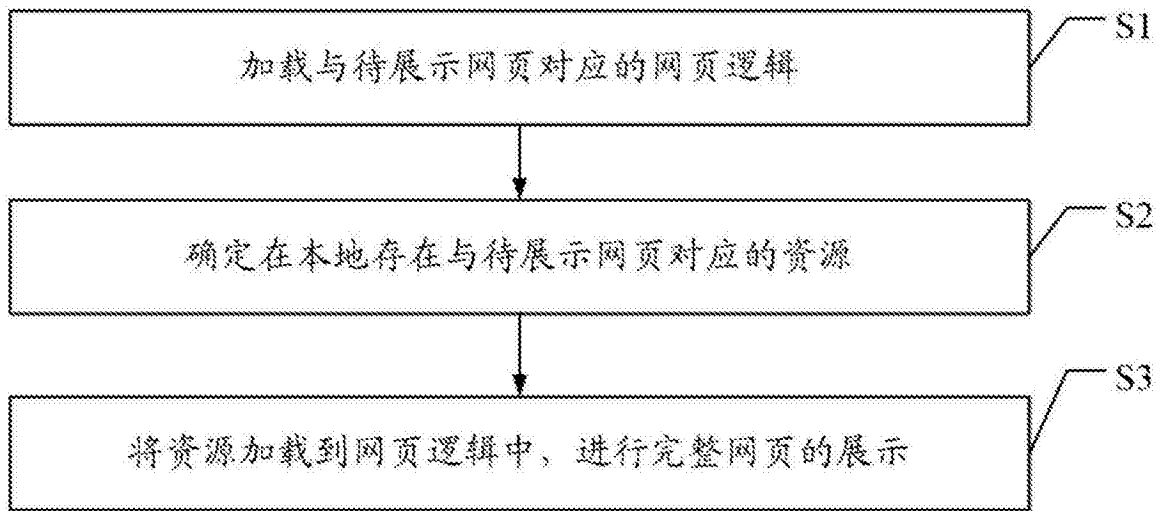 加载与待展示网页对应的网页逻辑
S1
确定在本地存在与待展示网页对应的资源
S2
将资源加载到网页逻辑中、进行完整网页的展示
S3